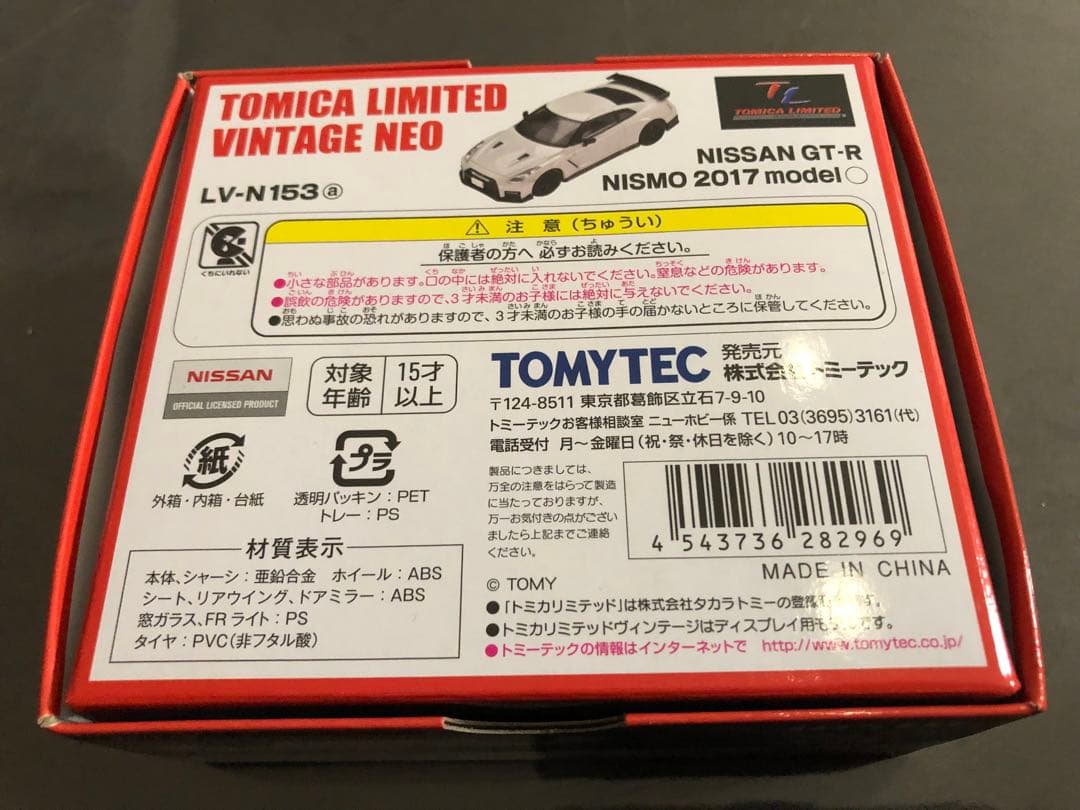 TOMICA LIMITED
VINTAGE NEO
TL
TOMICA LIMITED
LV-N153ⓐ
NISSAN GT-R
NISMO 2017 model○
くちにいれない
⚠ 注意(ちゅうい)
保護者の方へ 必ずお読みください。
●小さな部品があります。口の中には絶対に入れないでください。窒息などの危険があります。
●誤飲の危険がありますので、3才未満のお子様には絶対に与えないでください。
●思わぬ事故の恐れがありますので、3才未満のお子様の手の届かないところに保管してください。
NISSAN
OFFICIAL LICENSED PRODUCT
対象年齢
15才以上
TOMYTEC 発売元
株式会社トミーテック
〒124-8511 東京都葛飾区立石7-9-10
トミーテックお客様相談室 ニューホビー係 TEL 03(3695)3161(代)
電話受付 月〜金曜日(祝・祭・休日を除く)10〜17時
紙
外箱・内箱・台紙
プラ
透明パッキン:PET
トレー:PS
製品につきましては、
万全の注意をはらって製造
に当たっておりますが、
万一お気付きの点がござい
ましたら上記までご連絡
ください。
4 543736 282969
MADE IN CHINA
材質表示
本体、シャーシ:亜鉛合金 ホイール:ABS
シート、リアウイング、ドアミラー:ABS
窓ガラス、FRライト:PS
タイヤ:PVC(非フタル酸)
© TOMY
●「トミカリミテッド」は株式会社タカラトミーの登録です。
●トミカリミテッドヴィンテージはディスプレイ用モです。
●トミーテックの情報はインターネットで http://www.tomytec.co.jp/